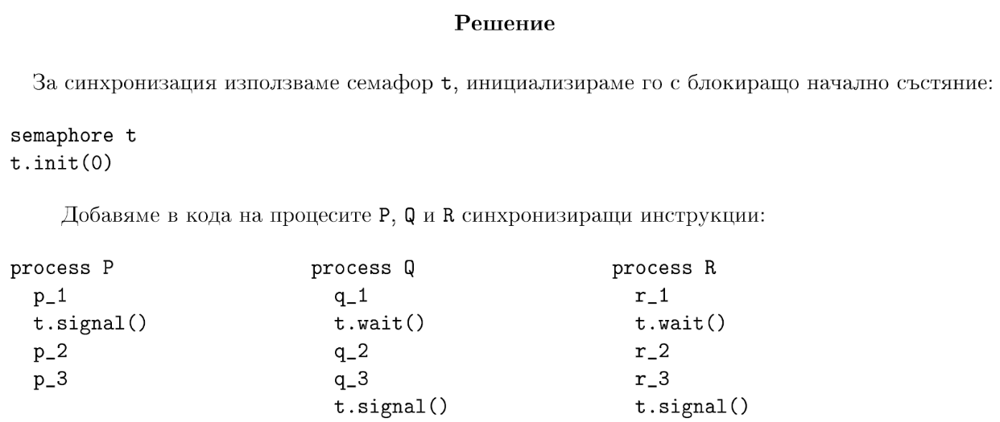 Решение
За синхронизация използваме семафор t, инициализираме го с блокиращо начално състяние:
semaphore t
t.init(0)
Добавяме в кода на процесите P, Q и R синхронизиращи инструкции:
process P process Q process R
p_1 q_1 r_1
t.signal() t.wait() t.wait()
p_2 q_2 r_2
p_3 q_3 r_3
t.signal() t.signal()